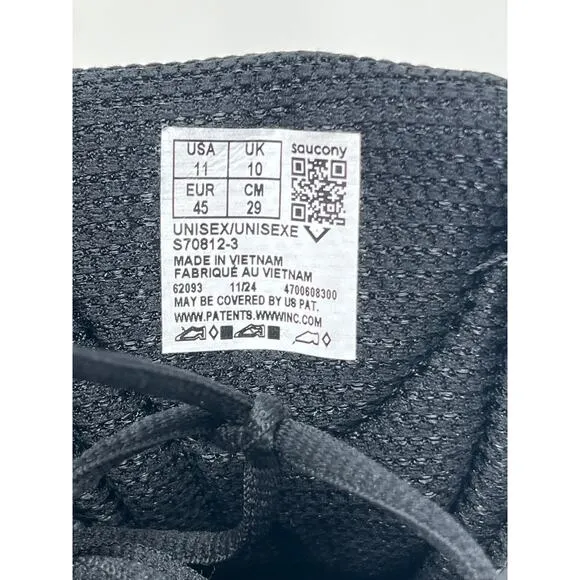 USA UK saucony
11 10
EUR CM
45 29
UNISEX/UNISEXE
S70812-3
MADE IN VIETNAM
FABRIQUÉ AU VIETNAM
62093 11/24 4700608300
MAY BE COVERED BY US PAT.
WWW.PATENTS.WWWINC.COM